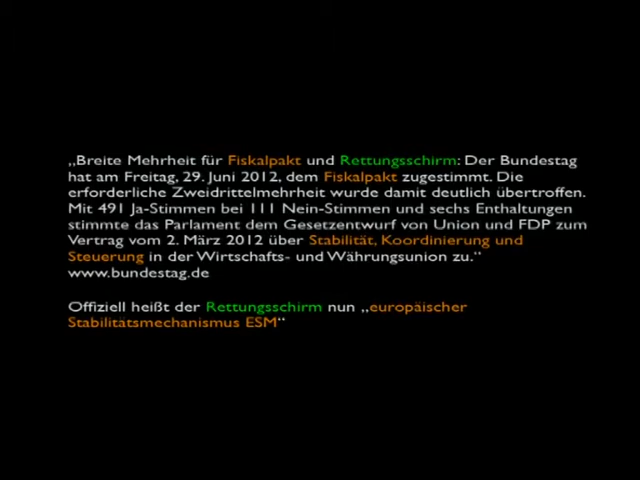 „Breite Mehrheit für Fiskalpakt und Rettungsschirm: Der Bundestag
hat am Freitag, 29. Juni 2012, dem Fiskalpakt zugestimmt. Die
erforderliche Zweidrittelmehrheit wurde damit deutlich übertroffen.
Mit 491 Ja-Stimmen bei 111 Nein-Stimmen und sechs Enthaltungen
stimmte das Parlament dem Gesetzentwurf von Union und FDP zum
Vertrag vom 2. März 2012 über Stabilität, Koordinierung und
Steuerung in der Wirtschafts- und Währungsunion zu.“
www.bundestag.de
Offiziell heißt der Rettungsschirm nun „europäischer
Stabilitätsmechanismus ESM“